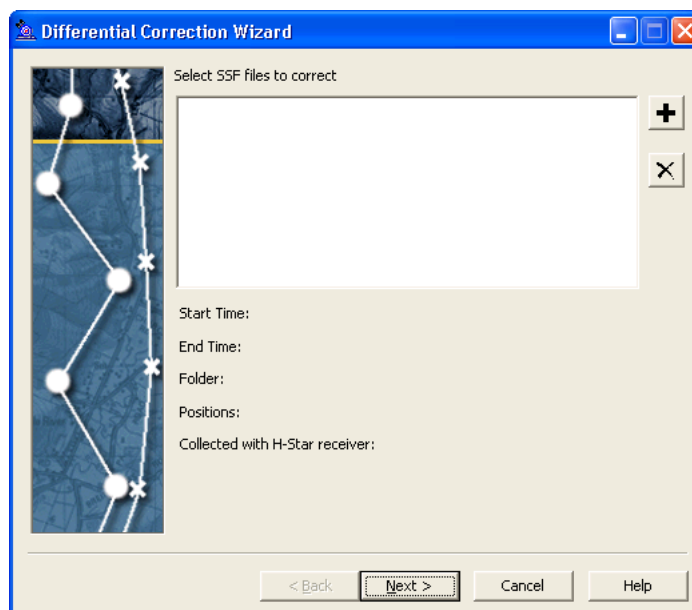 Differential Correction Wizard
Select SSF files to correct
Start Time:
End Time:
Folder:
Positions:
Collected with H-Star receiver:
< Back
Next >
Cancel
Help